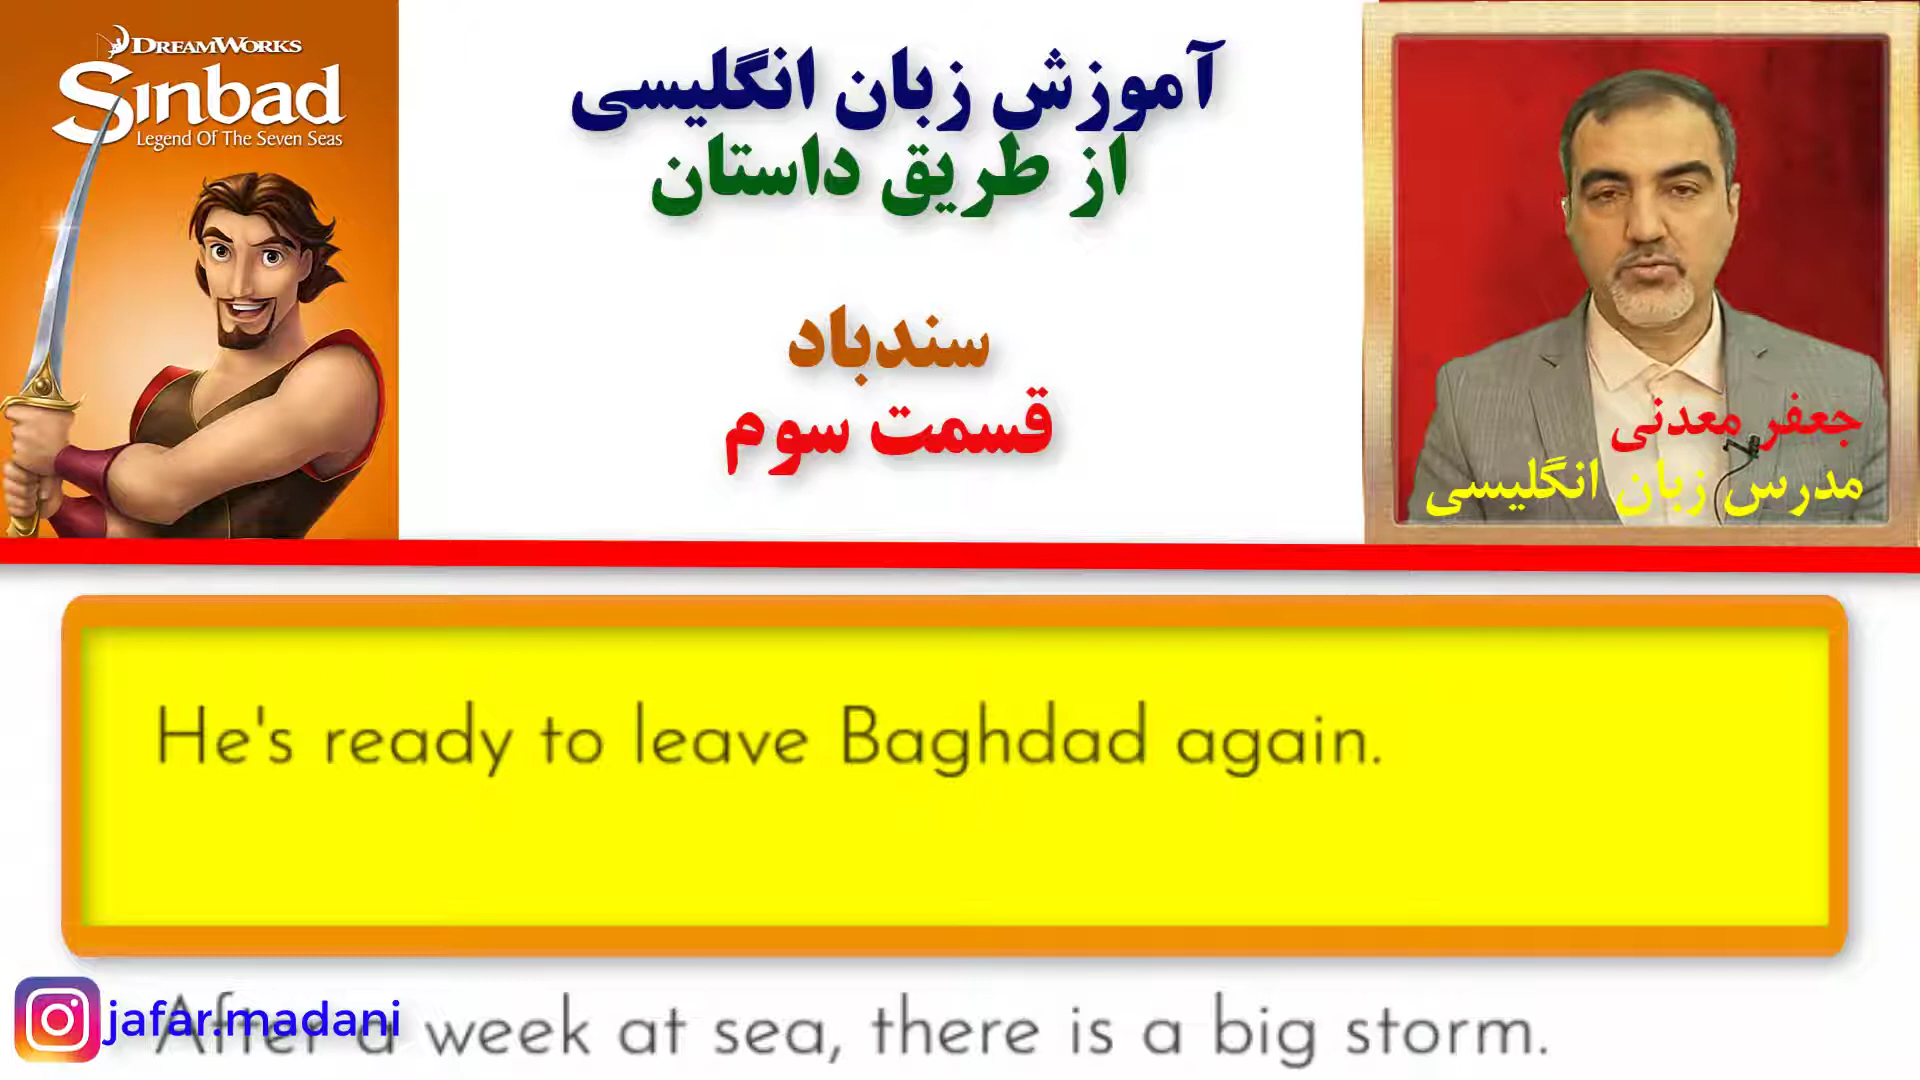 DREAMWORKS
Sinbad
Legend Of The Seven Seas
آموزش زبان انگلیسی
از طریق داستان
سندباد
قسمت سوم
جعفر معدنی
مدرس زبان انگلیسی
He's ready to leave Baghdad again.
After a week at sea, there is a big storm.
jafar.madani